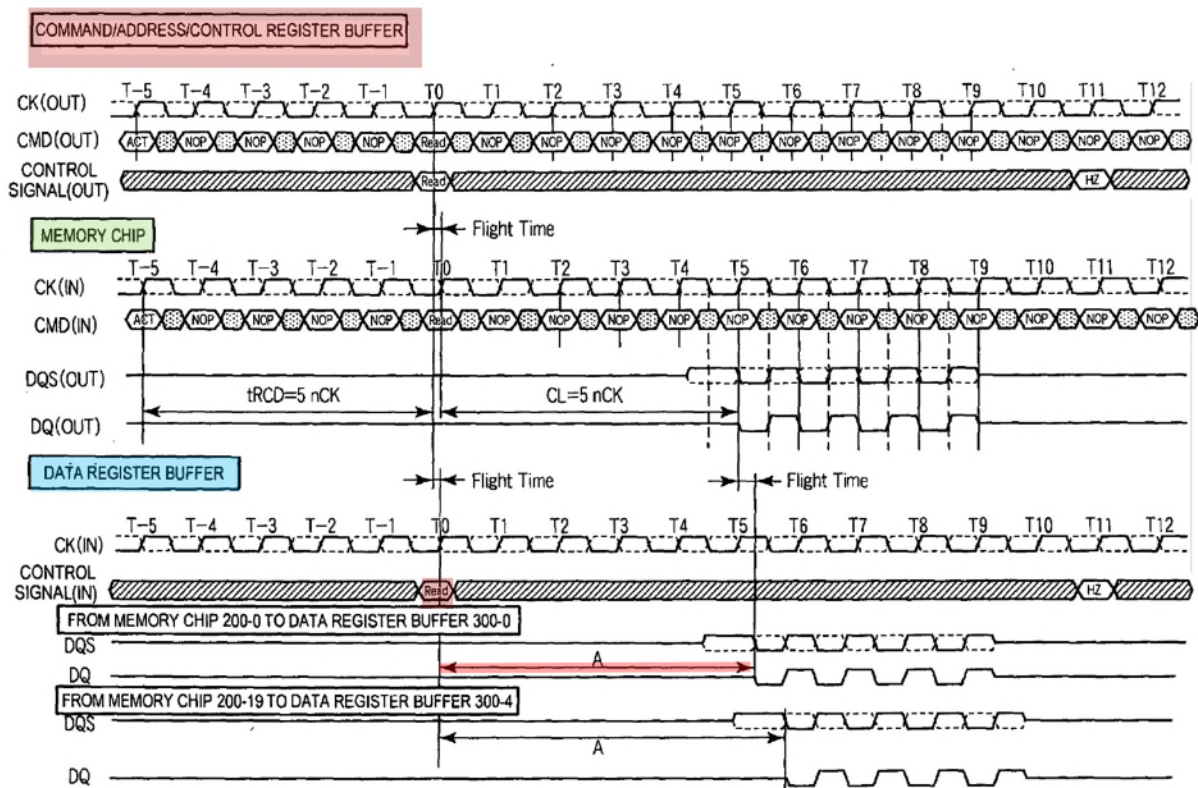 COMMAND/ADDRESS/CONTROL REGISTER BUFFER
T-5 T-4 T-3 T-2 T-1 T0 T1 T2 T3 T4 T5 T6 T7 T8 T9 T10 T11 T12
CK(OUT)
CMD(OUT) ACT NOP NOP NOP NOP Read NOP NOP NOP NOP NOP NOP NOP NOP NOP NOP NOP NOP
CONTROL
SIGNAL(OUT) Read HZ
Flight Time
MEMORY CHIP
T-5 T-4 T-3 T-2 T-1 T0 T1 T2 T3 T4 T5 T6 T7 T8 T9 T10 T11 T12
CK(IN)
CMD(IN) ACT NOP NOP NOP NOP Read NOP NOP NOP NOP NOP NOP NOP NOP NOP NOP NOP NOP
DQS(OUT)
tRCD=5 nCK CL=5 nCK
DQ(OUT)
DATA REGISTER BUFFER Flight Time Flight Time
T-5 T-4 T-3 T-2 T-1 T0 T1 T2 T3 T4 T5 T6 T7 T8 T9 T10 T11 T12
CK(IN)
CONTROL
SIGNAL(IN) Read HZ
FROM MEMORY CHIP 200-0 TO DATA REGISTER BUFFER 300-0
DQS
A
DQ
FROM MEMORY CHIP 200-19 TO DATA REGISTER BUFFER 300-4
DQS
A
DQ